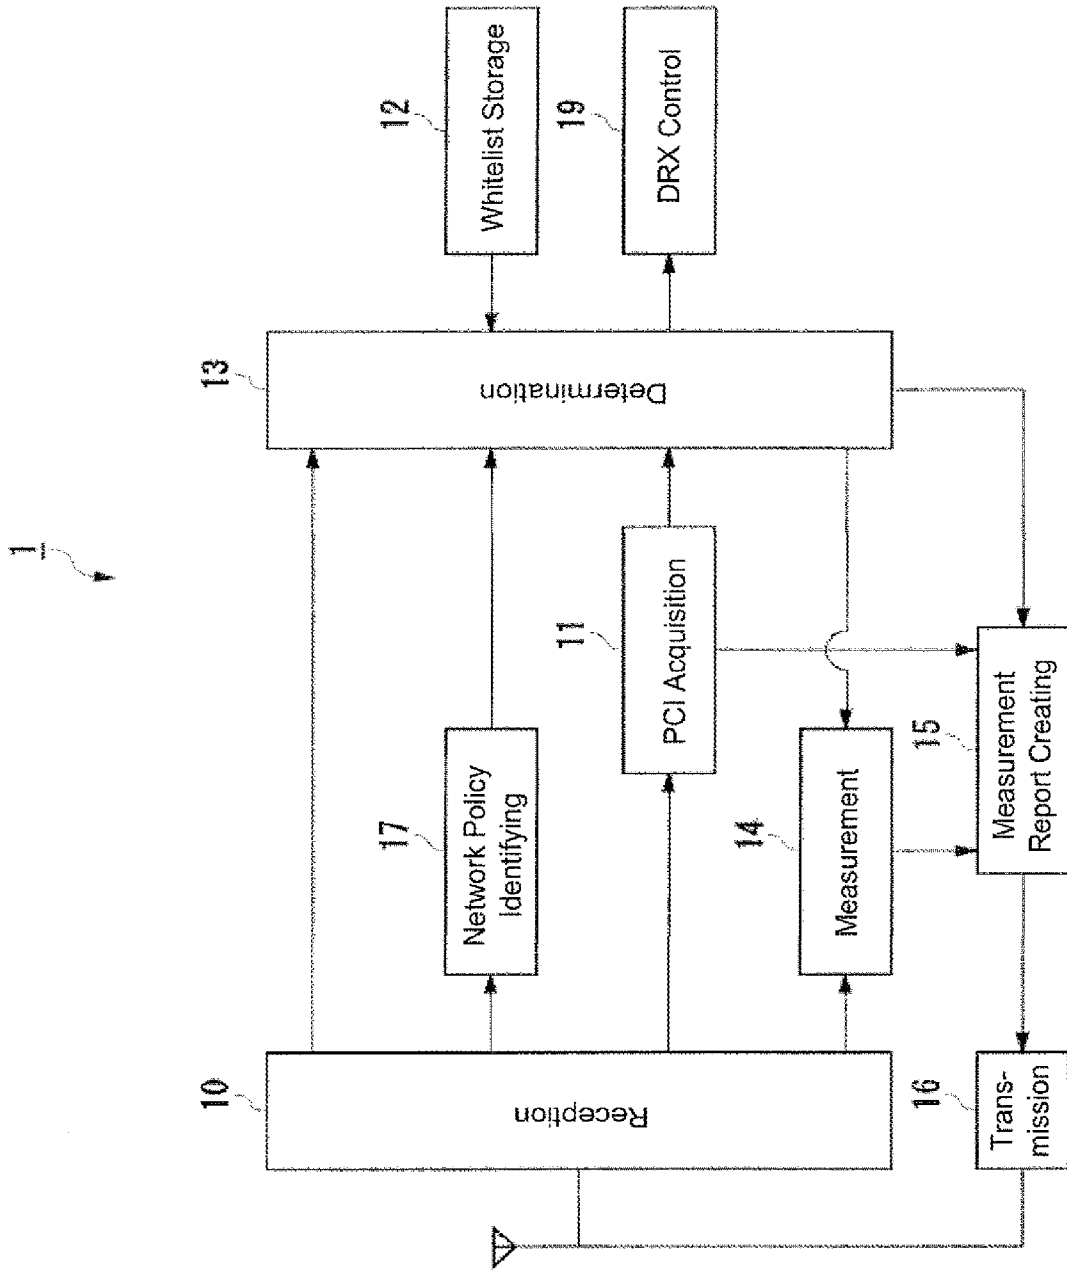 1
10
Reception
17
Network Policy
Identifying
11
PCI Acquisition
14
Measurement
13
Determination
12
Whitelist Storage
19
DRX Control
15
Measurement
Report Creating
16
Trans-
mission